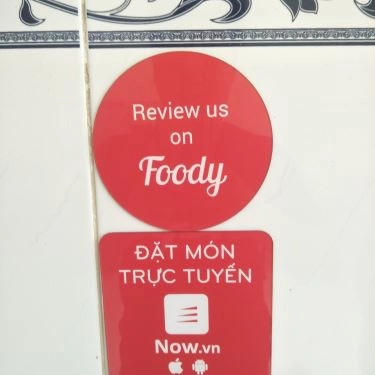 Review us
on
Foody
ĐẶT MÓN
TRỰC TUYẾN
Now.vn